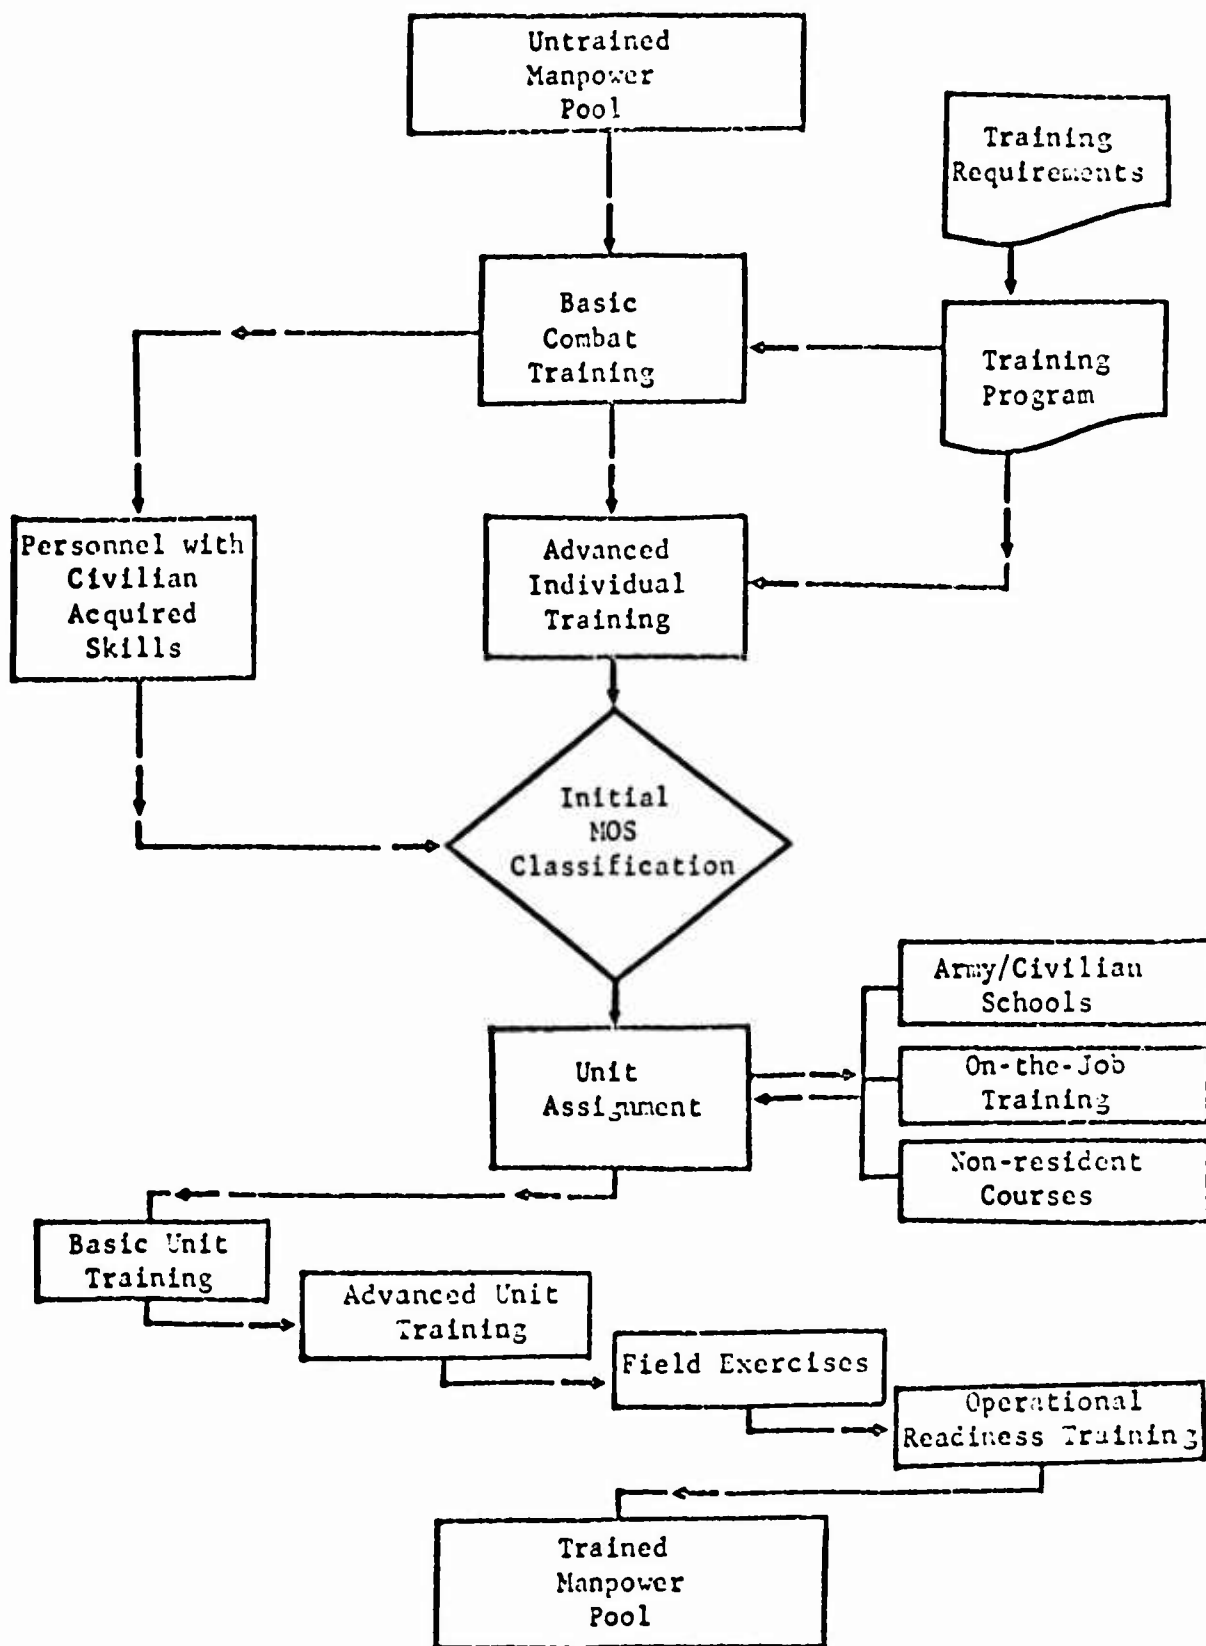 Untrained
Manpower
Pool
Training
Requirements
Basic
Combat
Training
Training
Program
Personnel with
Civilian
Acquired
Skills
Advanced
Individual
Training
Initial
MOS
Classification
Army/Civilian
Schools
Unit
Assignment
On-the-Job
Training
Non-resident
Courses
Basic Unit
Training
Advanced Unit
Training
Field Exercises
Operational
Readiness Training
Trained
Manpower
Pool